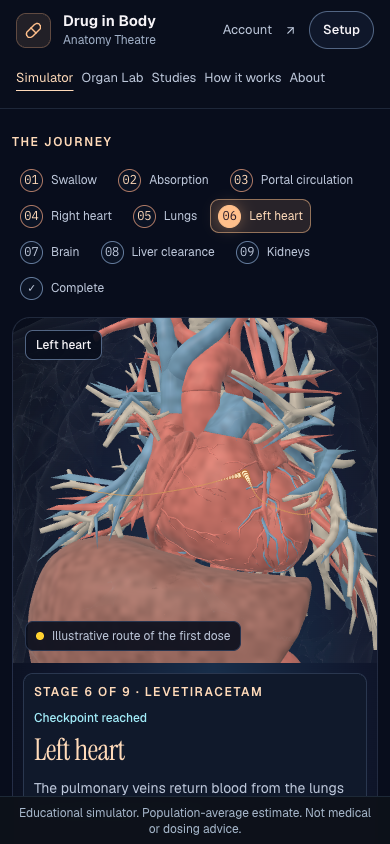 Drug in Body
Anatomy Theatre
Account ↗
Setup
Simulator Organ Lab Studies How it works About
THE JOURNEY
01 Swallow 02 Absorption 03 Portal circulation
04 Right heart 05 Lungs 06 Left heart
07 Brain 08 Liver clearance 09 Kidneys
✓ Complete
Left heart
Illustrative route of the first dose
STAGE 6 OF 9 · LEVETIRACETAM
Checkpoint reached
Left heart
The pulmonary veins return blood from the lungs
Educational simulator. Population-average estimate. Not medical
or dosing advice.